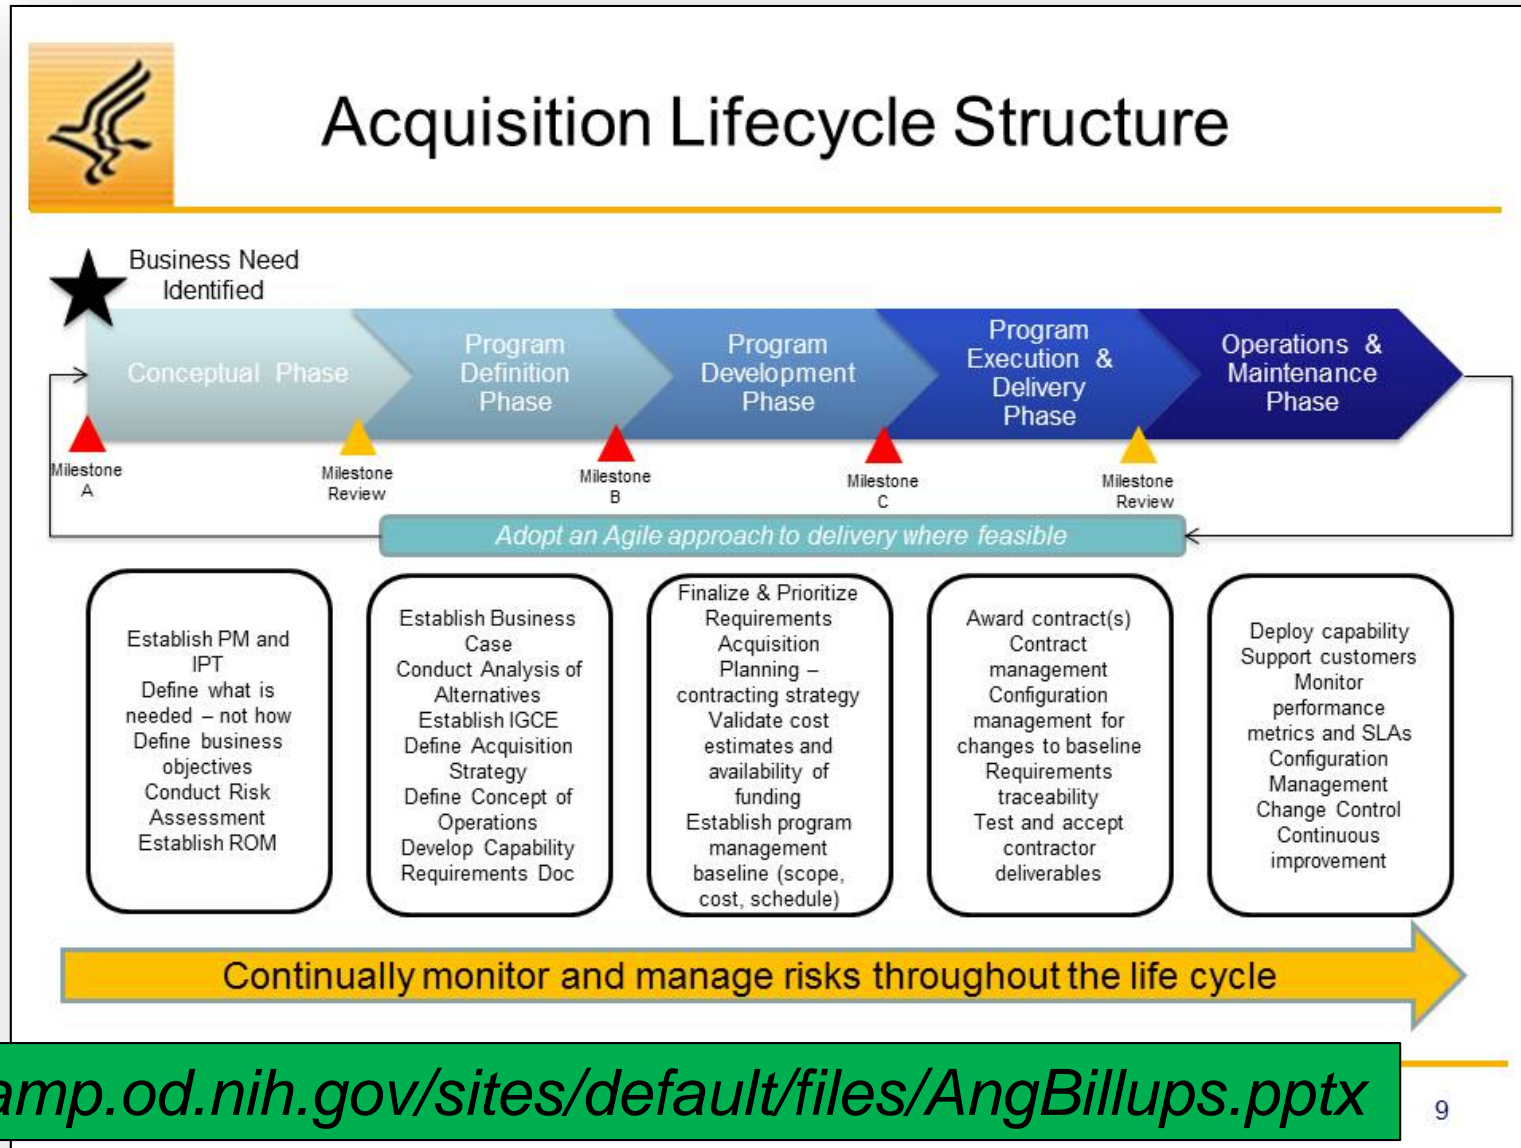 Acquisition Lifecycle Structure
Business Need
Identified
Conceptual Phase
Program
Definition
Phase
Program
Development
Phase
Program
Execution &
Delivery
Phase
Operations &
Maintenance
Phase
Milestone
A
Milestone
Review
Milestone
B
Milestone
C
Milestone
Review
Adopt an Agile approach to delivery where feasible
Establish PM and
IPT
Define what is
needed – not how
Define business
objectives
Conduct Risk
Assessment
Establish ROM
Establish Business
Case
Conduct Analysis of
Alternatives
Establish IGCE
Define Acquisition
Strategy
Define Concept of
Operations
Develop Capability
Requirements Doc
Finalize & Prioritize
Requirements
Acquisition
Planning –
contracting strategy
Validate cost
estimates and
availability of
funding
Establish program
management
baseline (scope,
cost, schedule)
Award contract(s)
Contract
management
Configuration
management for
changes to baseline
Requirements
traceability
Test and accept
contractor
deliverables
Deploy capability
Support customers
Monitor
performance
metrics and SLAs
Configuration
Management
Change Control
Continuous
improvement
Continually monitor and manage risks throughout the life cycle
amp.od.nih.gov/sites/default/files/AngBillups.pptx
9